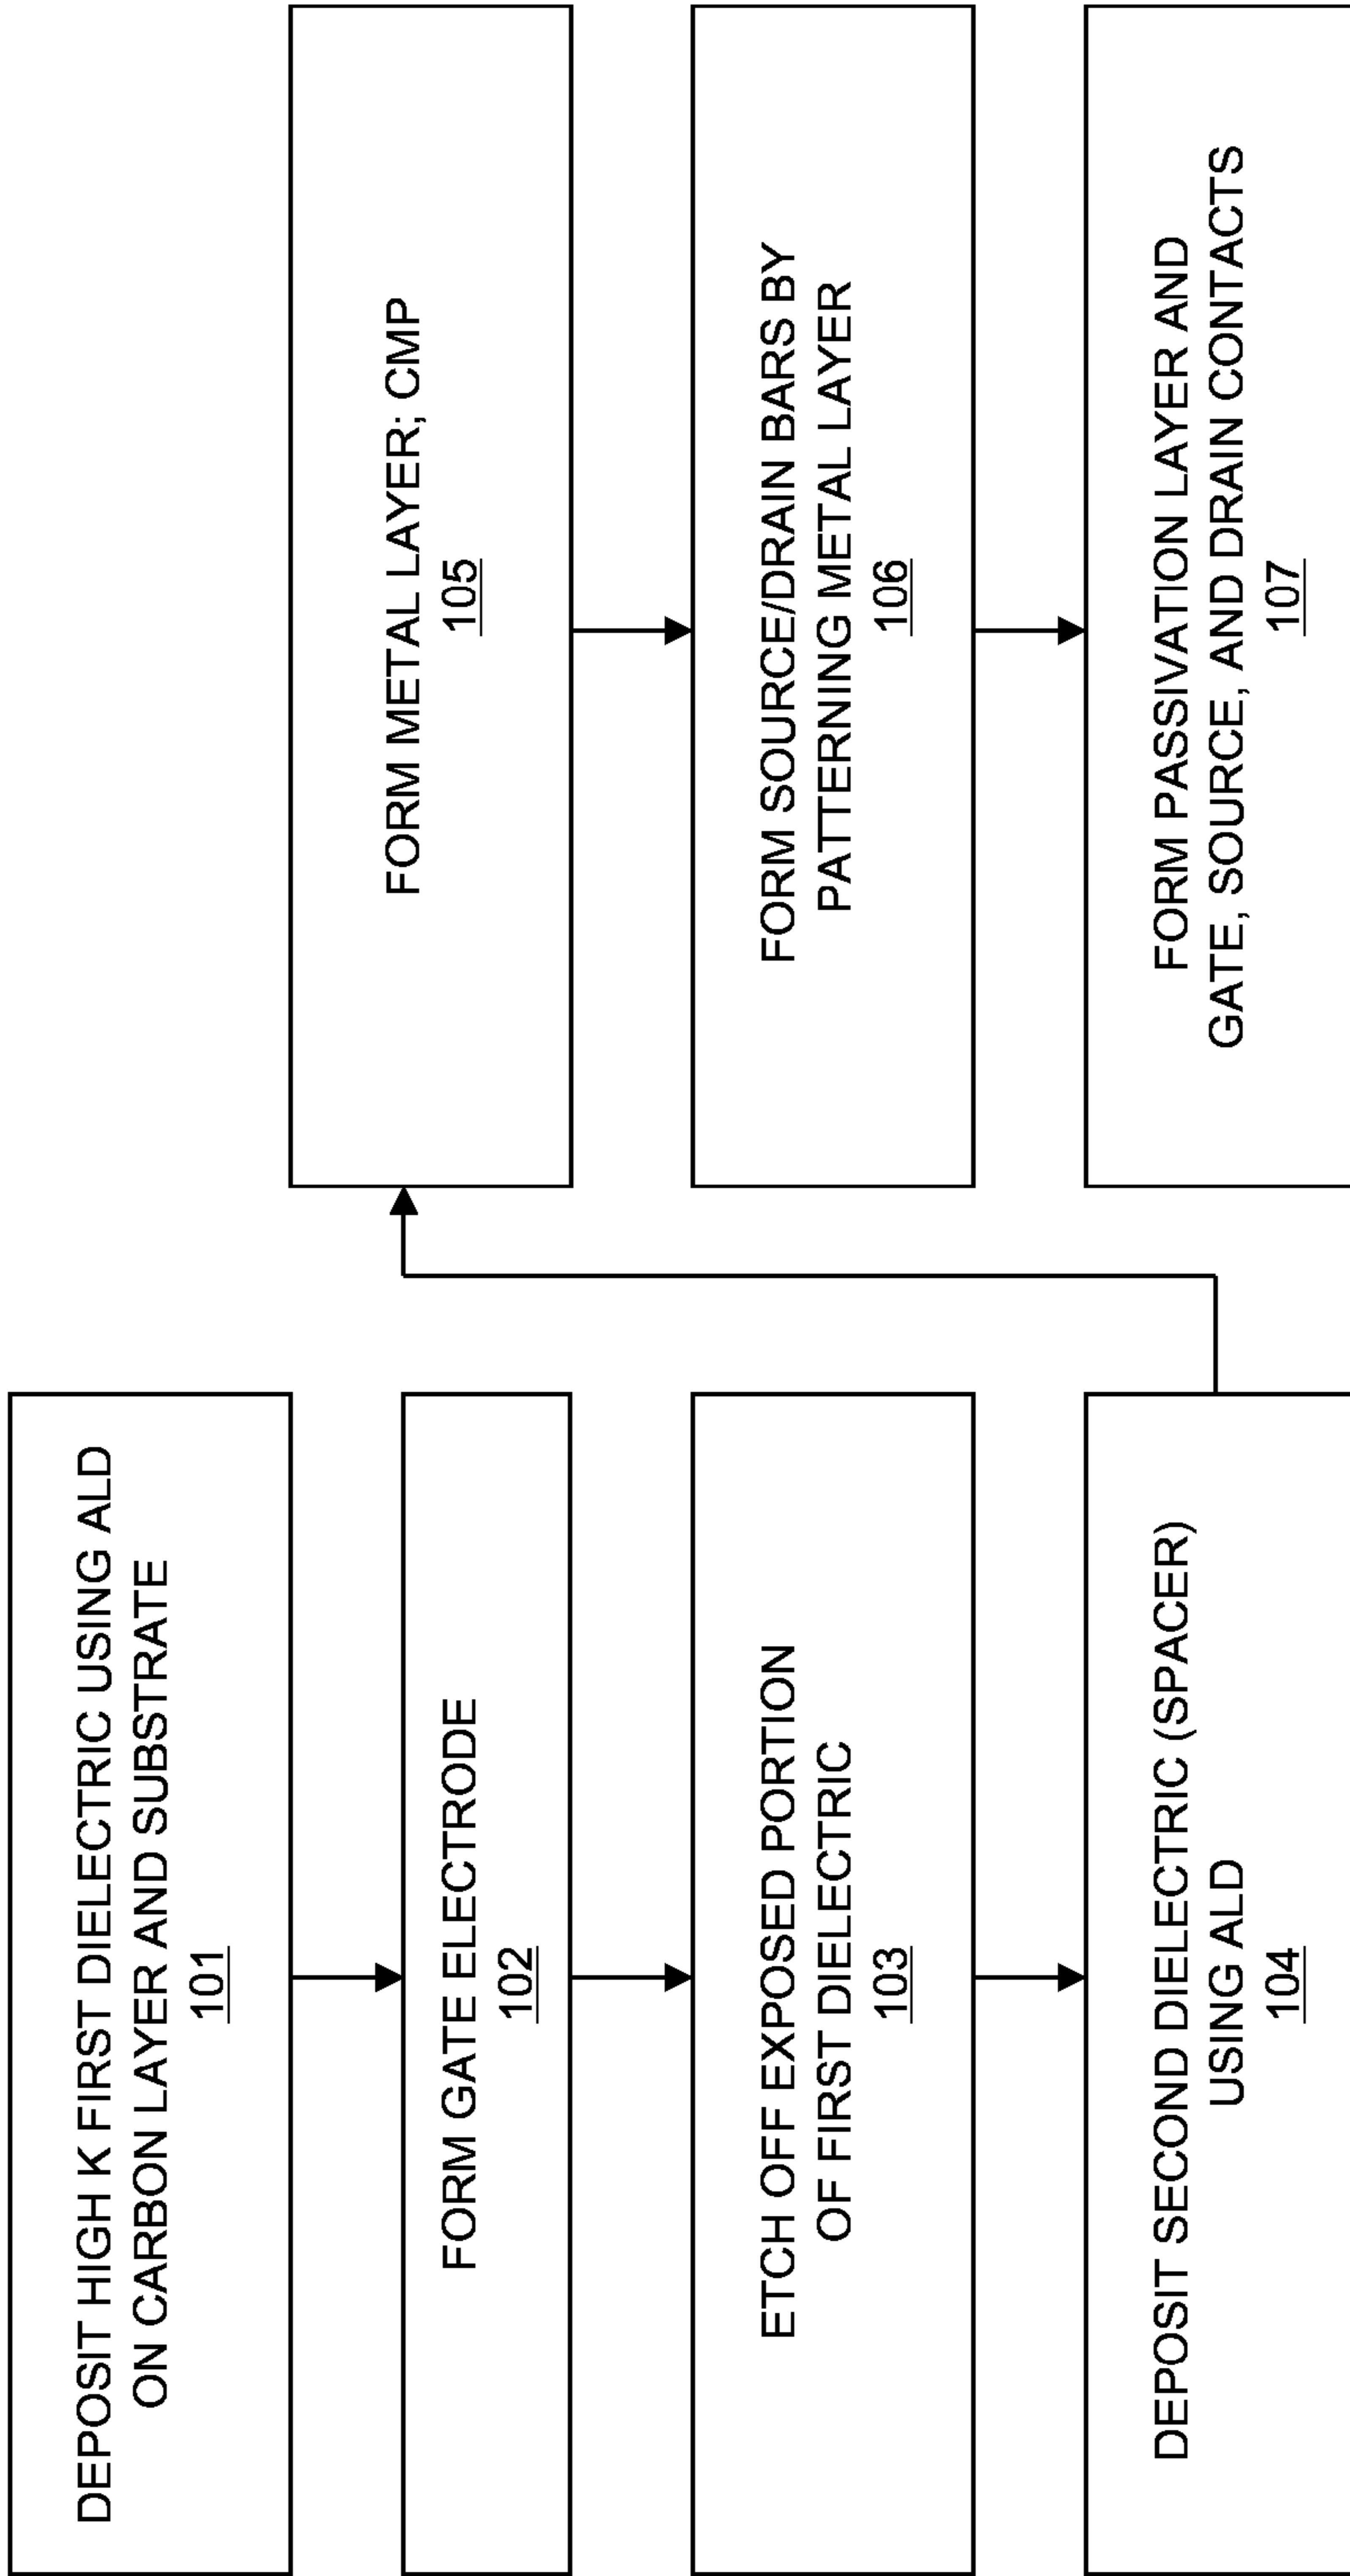 DEPOSIT HIGH K FIRST DIELECTRIC USING ALD
ON CARBON LAYER AND SUBSTRATE
101
FORM GATE ELECTRODE
102
ETCH OFF EXPOSED PORTION
OF FIRST DIELECTRIC
103
DEPOSIT SECOND DIELECTRIC (SPACER)
USING ALD
104
FORM METAL LAYER; CMP
105
FORM SOURCE/DRAIN BARS BY
PATTERNING METAL LAYER
106
FORM PASSIVATION LAYER AND
GATE, SOURCE, AND DRAIN CONTACTS
107